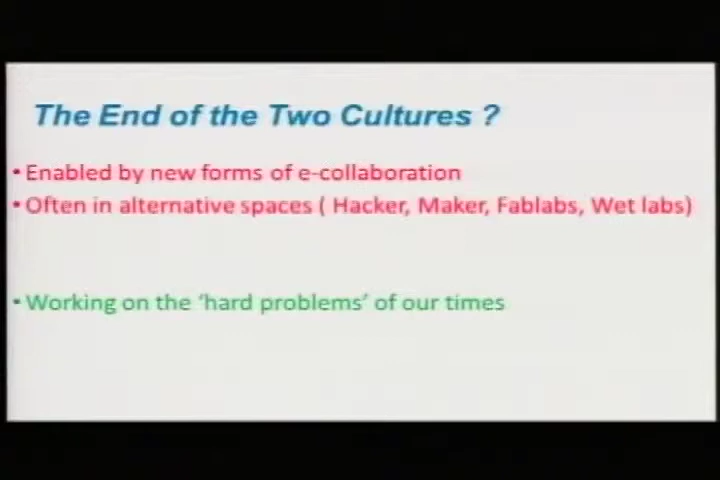 The End of the Two Cultures ?
• Enabled by new forms of e-collaboration
• Often in alternative spaces ( Hacker, Maker, Fablabs, Wet labs)
• Working on the ‘hard problems’ of our times